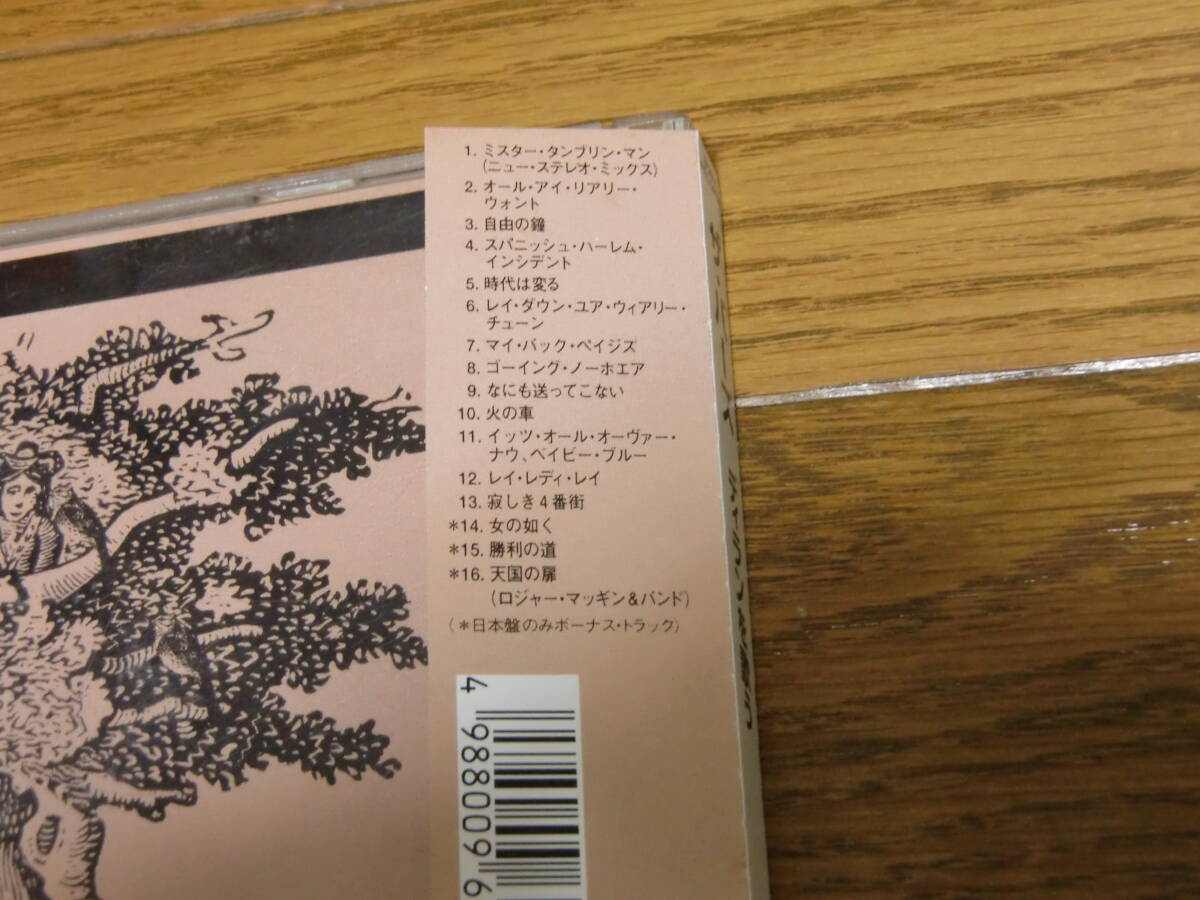 1. ミスター・タンブリン・マン
(ニュー・ステレオ・ミックス)
2. オール・アイ・リアリー・
ウォント
3. 自由の鐘
4. スパニッシュ・ハーレム・
インシデント
5. 時代は変る
6. レイ・ダウン・ユア・ウィアリー・
チューン
7. マイ・バック・ペイジズ
8. ゴーイング・ノーホエア
9. なにも送ってこない
10. 火の車
11. イッツ・オール・オーヴァー・
ナウ、ベイビー・ブルー
12. レイ・レディ・レイ
13. 寂しき4番街
*14. 女の如く
*15. 勝利の道
*16. 天国の扉
(ロジャー・マッギン&バンド)
(*日本盤のみボーナス・トラック)
4 988009 6